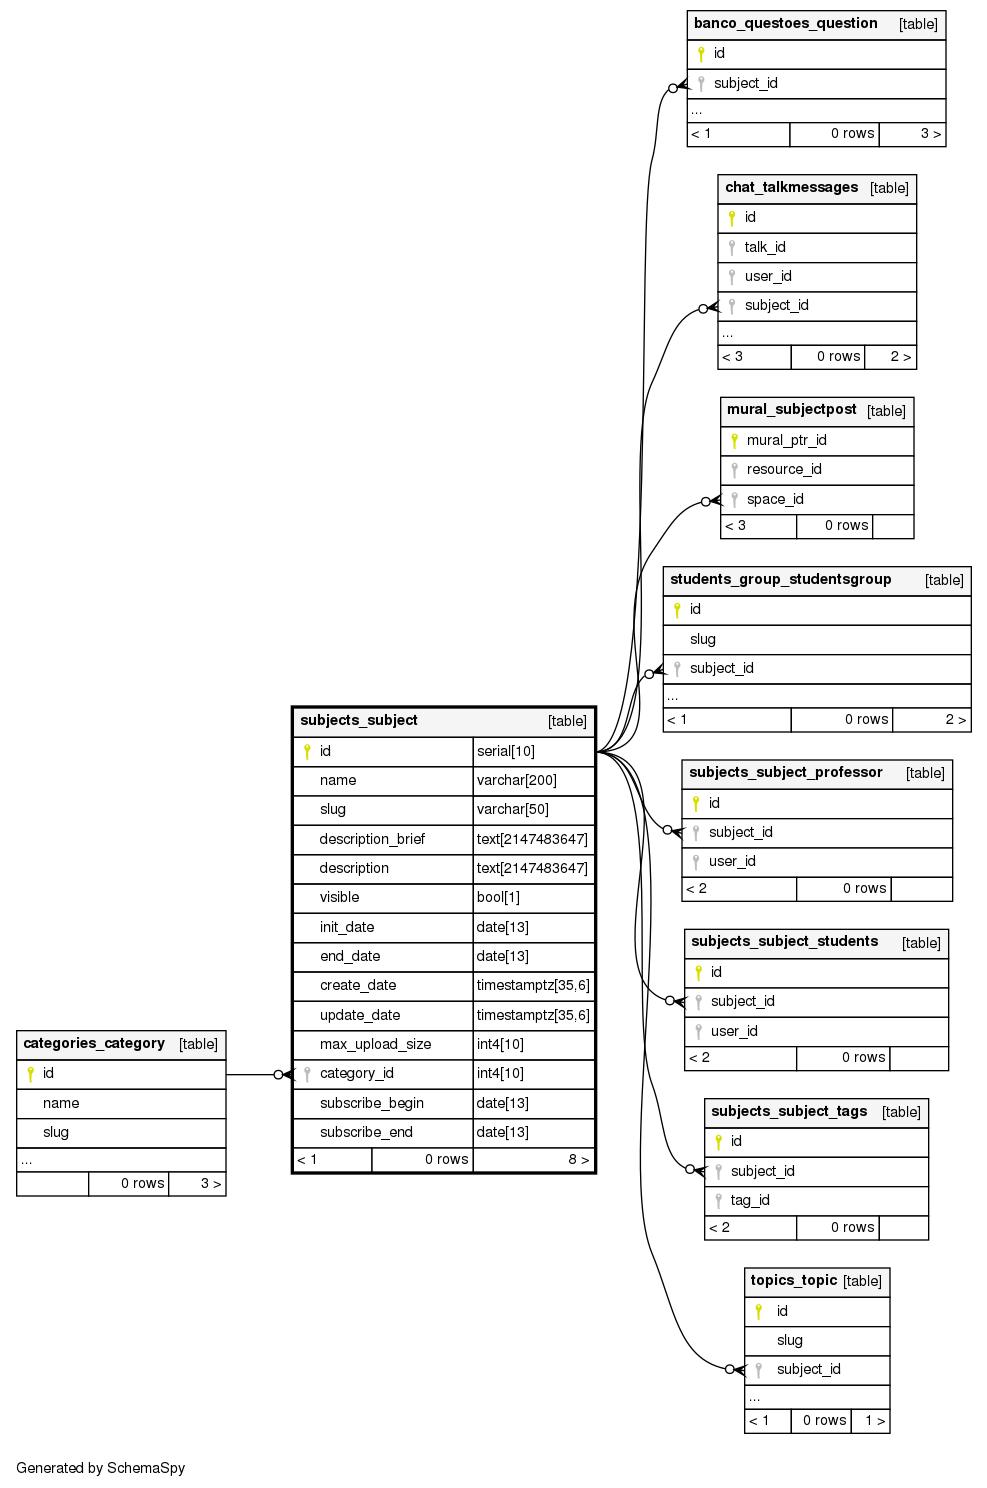 banco_questoes_question [table]
id
subject_id
...
< 1 0 rows 3 >
chat_talkmessages [table]
id
talk_id
user_id
subject_id
...
< 3 0 rows 2 >
mural_subjectpost [table]
mural_ptr_id
resource_id
space_id
< 3 0 rows
students_group_studentsgroup [table]
id
slug
subject_id
...
< 1 0 rows 2 >
subjects_subject [table]
id serial[10]
name varchar[200]
slug varchar[50]
description_brief text[2147483647]
description text[2147483647]
visible bool[1]
init_date date[13]
end_date date[13]
create_date timestamptz[35,6]
update_date timestamptz[35,6]
max_upload_size int4[10]
category_id int4[10]
subscribe_begin date[13]
subscribe_end date[13]
< 1 0 rows 8 >
subjects_subject_professor [table]
id
subject_id
user_id
< 2 0 rows
subjects_subject_students [table]
id
subject_id
user_id
< 2 0 rows
categories_category [table]
id
name
slug
...
0 rows 3 >
subjects_subject_tags [table]
id
subject_id
tag_id
< 2 0 rows
topics_topic [table]
id
slug
subject_id
...
< 1 0 rows 1 >
Generated by SchemaSpy